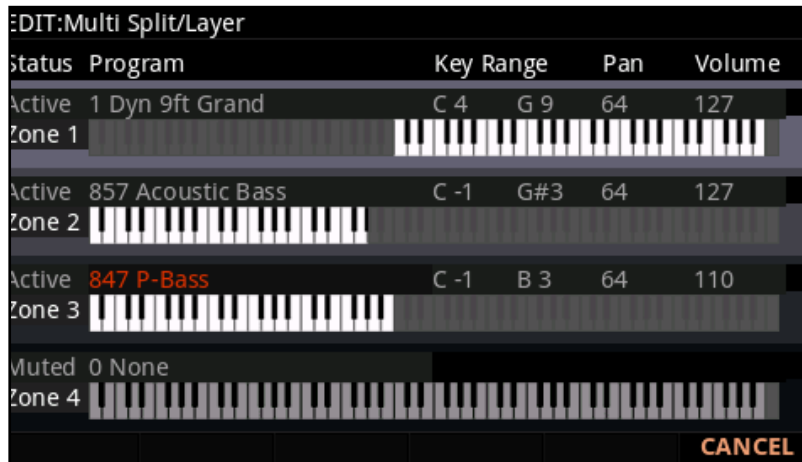 EDIT:Multi Split/Layer
Status Program Key Range Pan Volume
Active 1 Dyn 9ft Grand C 4 G 9 64 127
Zone 1
Active 857 Acoustic Bass C -1 G#3 64 127
Zone 2
Active 847 P-Bass C -1 B 3 64 110
Zone 3
Muted 0 None
Zone 4
CANCEL